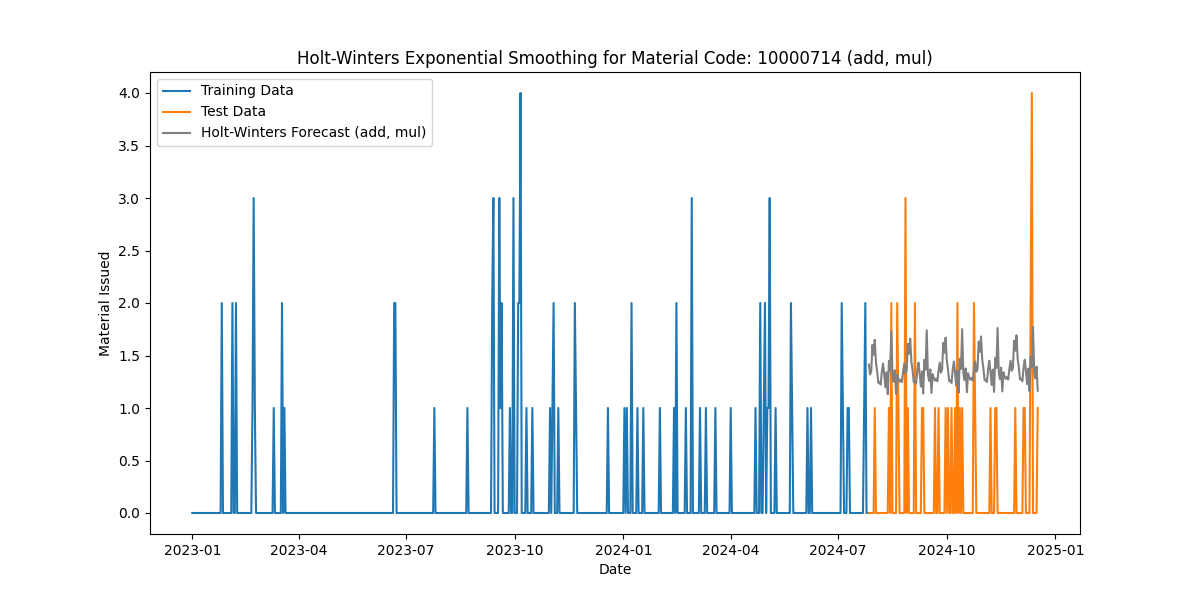 Holt-Winters Exponential Smoothing for Material Code: 10000714 (add, mul)
Training Data
Test Data
Holt-Winters Forecast (add, mul)
Material Issued
4.0
3.5
3.0
2.5
2.0
1.5
1.0
0.5
0.0
2023-01 2023-04 2023-07 2023-10 2024-01 2024-04 2024-07 2024-10 2025-01
Date